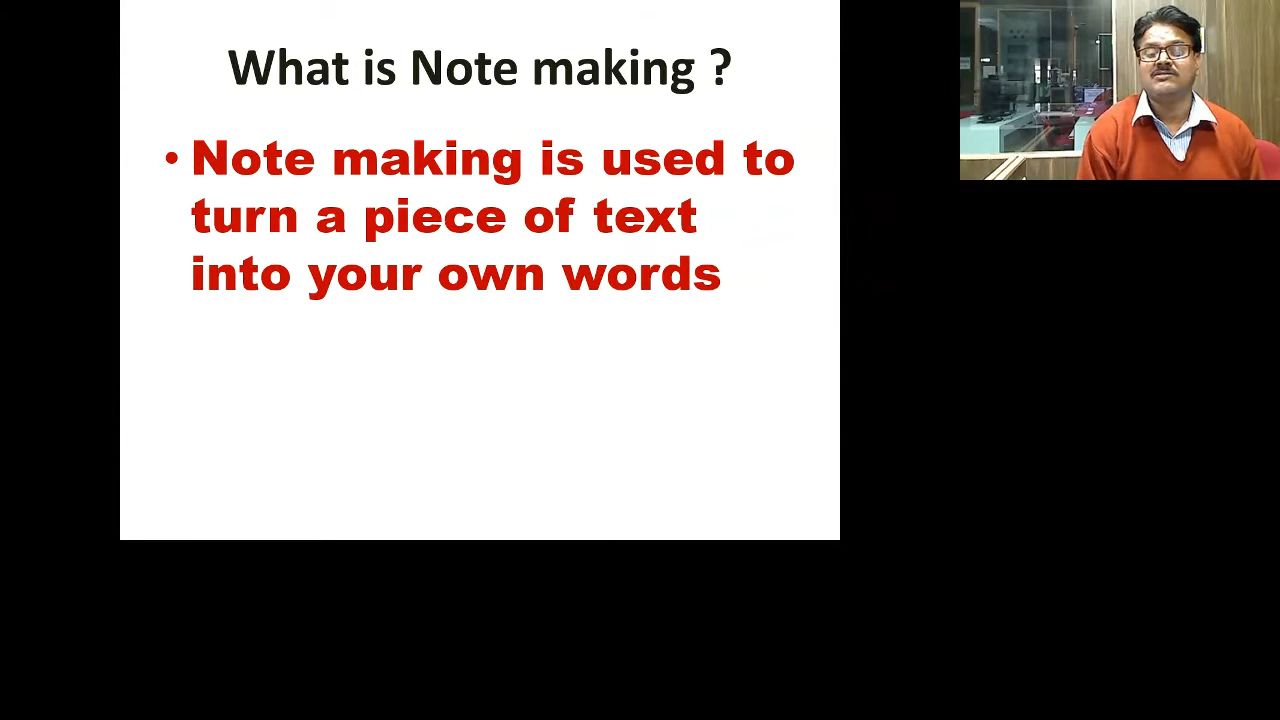 What is Note making ?
• Note making is used to
turn a piece of text
into your own words